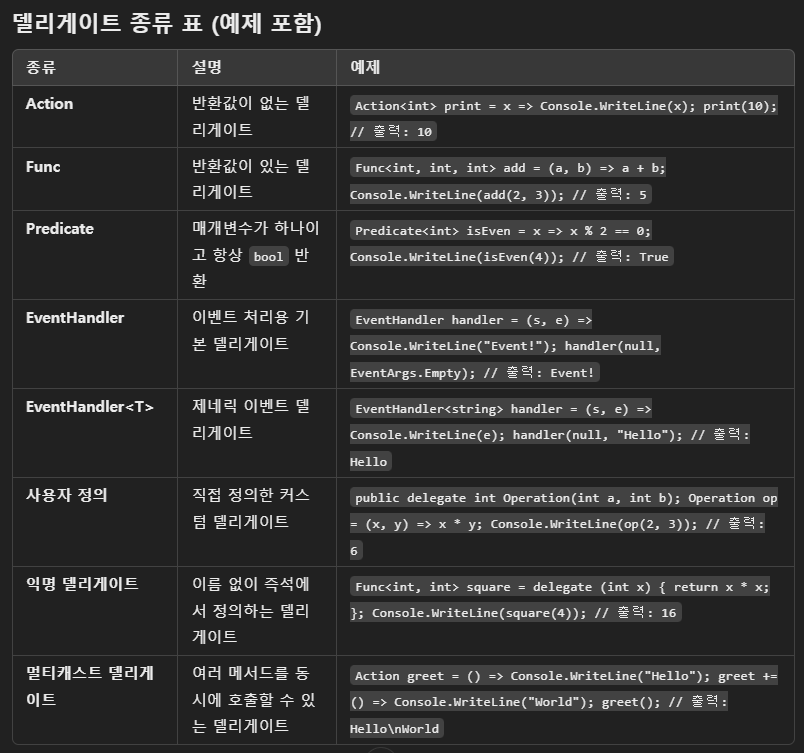 델리게이트 종류 표 (예제 포함)
종류 설명 예제
Action
반환값이 없는 델
리게이트
Action<int> print = x => Console.WriteLine(x); print(10);
// 출력: 10
Func
반환값이 있는 델
리게이트
Func<int, int, int> add = (a, b) => a + b;
Console.WriteLine(add(2, 3)); // 출력: 5
Predicate
매개변수가 하나이
고 항상 bool 반
환
Predicate<int> isEven = x => x % 2 == 0;
Console.WriteLine(isEven(4)); // 출력: True
EventHandler
이벤트 처리용 기
본 델리게이트
EventHandler handler = (s, e) =>
Console.WriteLine("Event!"); handler(null,
EventArgs.Empty); // 출력: Event!
EventHandler<T>
제네릭 이벤트 델
리게이트
EventHandler<string> handler = (s, e) =>
Console.WriteLine(e); handler(null, "Hello"); // 출력:
Hello
사용자 정의
직접 정의한 커스
텀 델리게이트
public delegate int Operation(int a, int b); Operation op
= (x, y) => x * y; Console.WriteLine(op(2, 3)); // 출력:
6
익명 델리게이트
이름 없이 즉석에
서 정의하는 델리
게이트
Func<int, int> square = delegate (int x) { return x * x;
}; Console.WriteLine(square(4)); // 출력: 16
멀티캐스트 델리게
이트
여러 메서드를 동
시에 호출할 수 있
는 델리게이트
Action greet = () => Console.WriteLine("Hello"); greet +=
() => Console.WriteLine("World"); greet(); // 출력:
Hello\nWorld